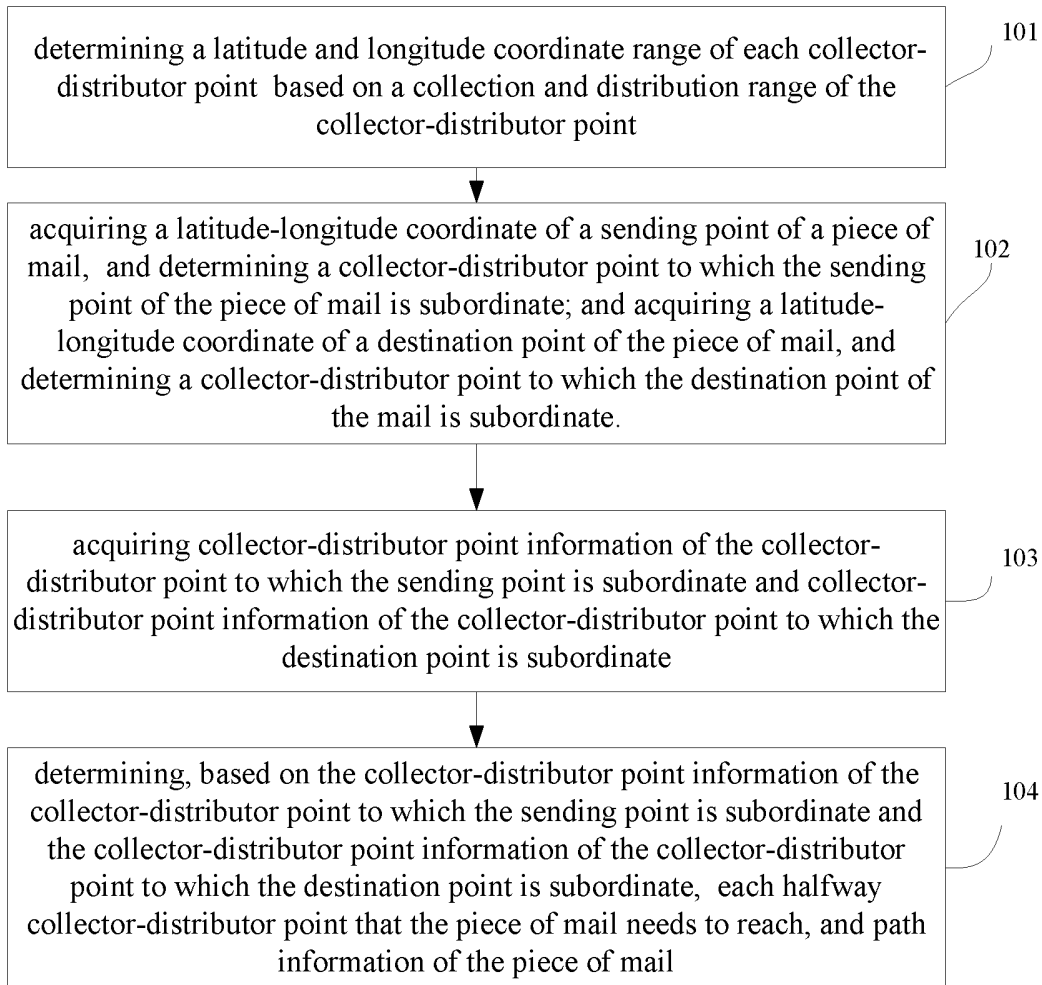 determining a latitude and longitude coordinate range of each collector-
distributor point based on a collection and distribution range of the
collector-distributor point
101
acquiring a latitude-longitude coordinate of a sending point of a piece of
mail, and determining a collector-distributor point to which the sending
point of the piece of mail is subordinate; and acquiring a latitude-
longitude coordinate of a destination point of the piece of mail, and
determining a collector-distributor point to which the destination point of
the mail is subordinate.
102
acquiring collector-distributor point information of the collector-
distributor point to which the sending point is subordinate and collector-
distributor point information of the collector-distributor point to which the
destination point is subordinate
103
determining, based on the collector-distributor point information of the
collector-distributor point to which the sending point is subordinate and
the collector-distributor point information of the collector-distributor
point to which the destination point is subordinate, each halfway
collector-distributor point that the piece of mail needs to reach, and path
information of the piece of mail
104